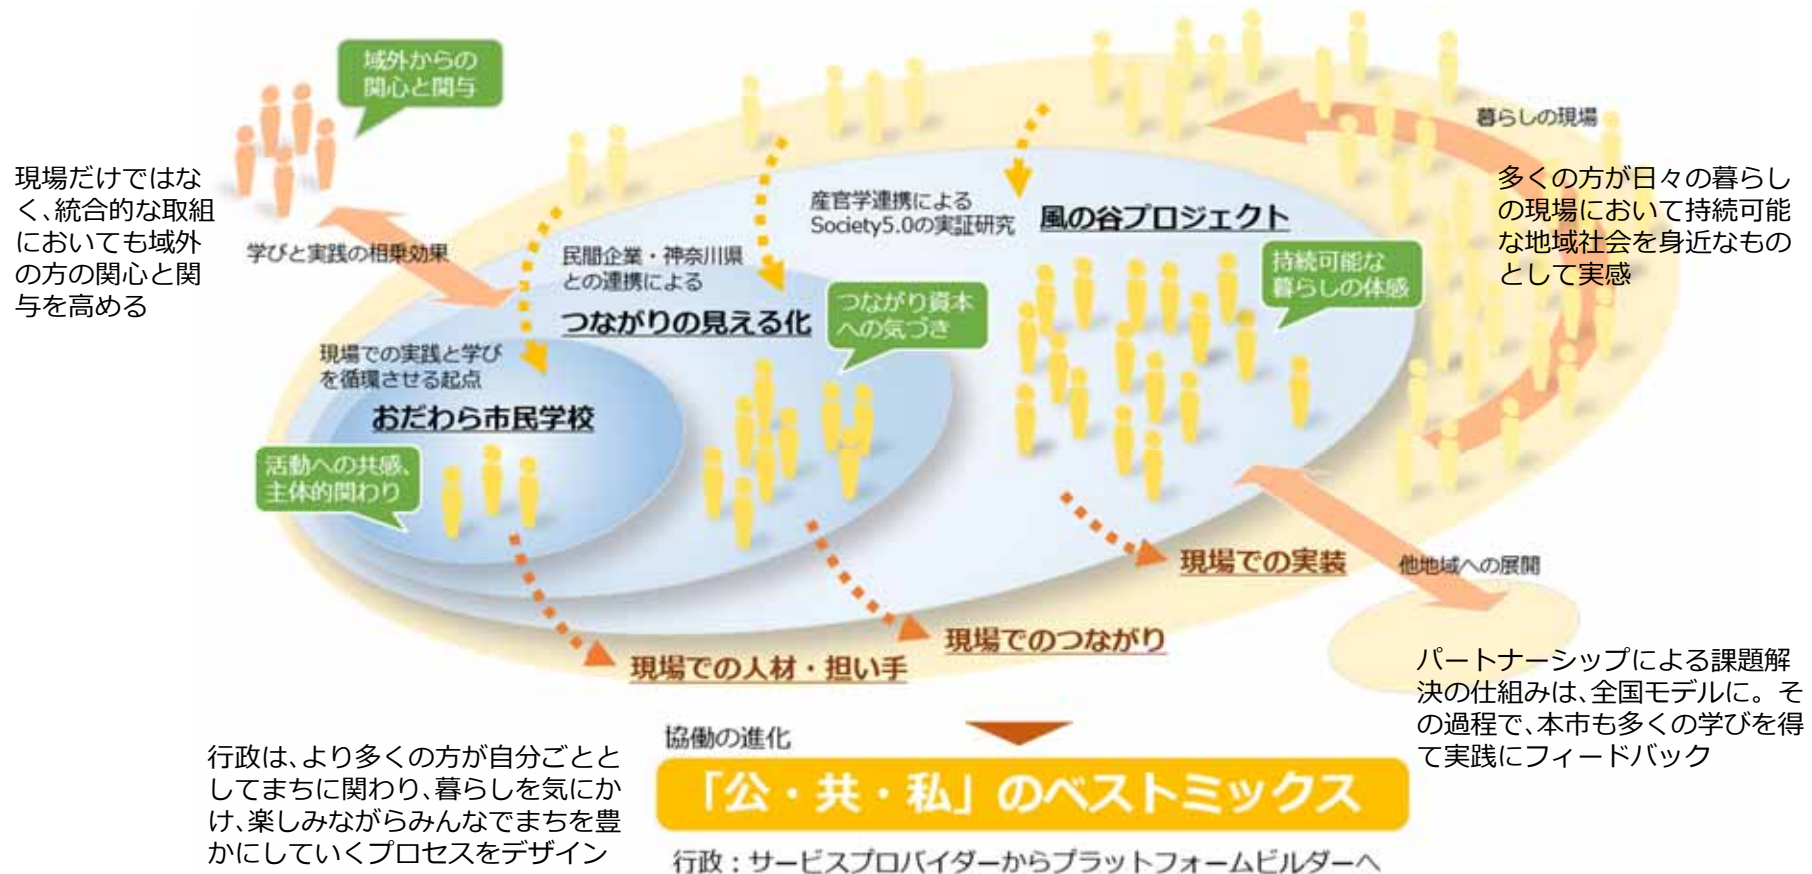 域外からの
関心と関与
現場だけではな
く、統合的な取組
においても域外
の方の関心と関
与を高める
学びと実践の相乗効果
暮らしの現場
多くの方が日々の暮らし
の現場において持続可能
な地域社会を身近なもの
として実感
産官学連携による
Society5.0の実証研究
風の谷プロジェクト
持続可能な
暮らしの体感
民間企業・神奈川県
との連携による
つながりの見える化
つながり資本
への気づき
現場での実践と学び
を循環させる起点
おだわら市民学校
活動への共感、
主体的関わり
現場での実装
他地域への展開
現場でのつながり
現場での人材・担い手
パートナーシップによる課題解
決の仕組みは、全国モデルに。そ
の過程で、本市も多くの学びを得
て実践にフィードバック
行政は、より多くの方が自分ごとと
してまちに関わり、暮らしを気にか
け、楽しみながらみんなでまちを豊
かにしていくプロセスをデザイン
協働の進化
「公・共・私」のベストミックス
行政：サービスプロバイダーからプラットフォームビルダーへ